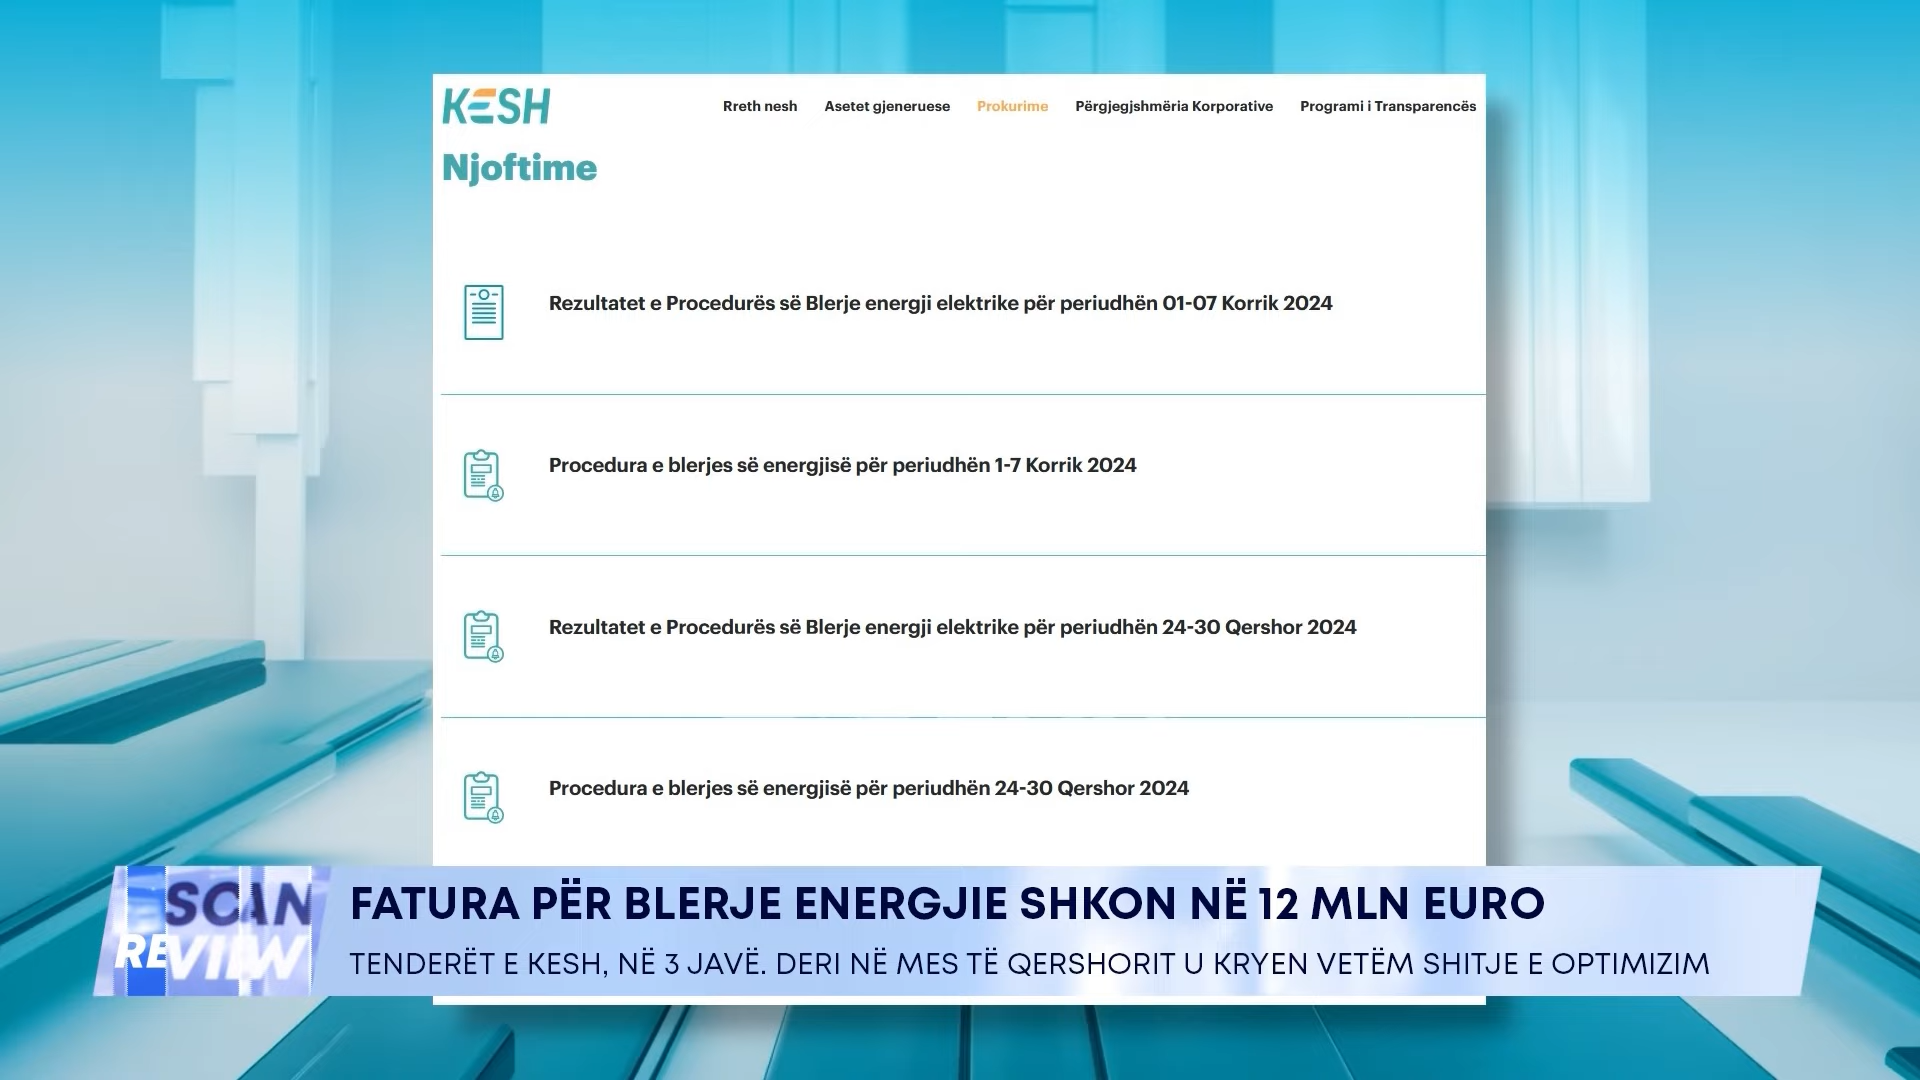 KESH
Rreth nesh Asetet gjeneruese Prokurime Përgjegjshmëria Korporative Programi i Transparencës
Njoftime
Rezultatet e Procedurës së Blerje energji elektrike për periudhën 01-07 Korrik 2024
Procedura e blerjes së energjisë për periudhën 1-7 Korrik 2024
Rezultatet e Procedurës së Blerje energji elektrike për periudhën 24-30 Qershor 2024
Procedura e blerjes së energjisë për periudhën 24-30 Qershor 2024
SCAN
REVIEW
FATURA PËR BLERJE ENERGJIE SHKON NË 12 MLN EURO
TENDERËT E KESH, NË 3 JAVË. DERI NË MES TË QERSHORIT U KRYEN VETËM SHITJE E OPTIMIZIM